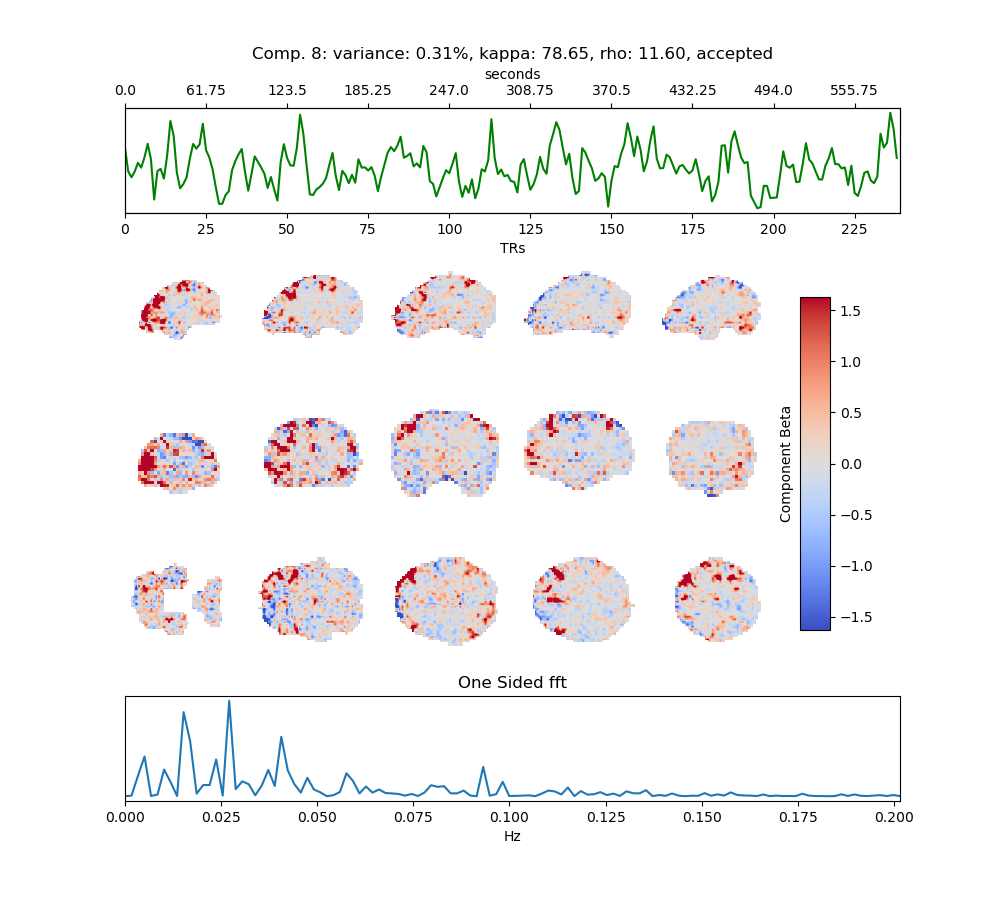 Comp. 8: variance: 0.31%, kappa: 78.65, rho: 11.60, accepted
seconds
0.0 61.75 123.5 185.25 247.0 308.75 370.5 432.25 494.0 555.75
0 25 50 75 100 125 150 175 200 225
TRs
1.5
1.0
0.5
0.0
−0.5
−1.0
−1.5
Component Beta
One Sided fft
0.000 0.025 0.050 0.075 0.100 0.125 0.150 0.175 0.200
Hz